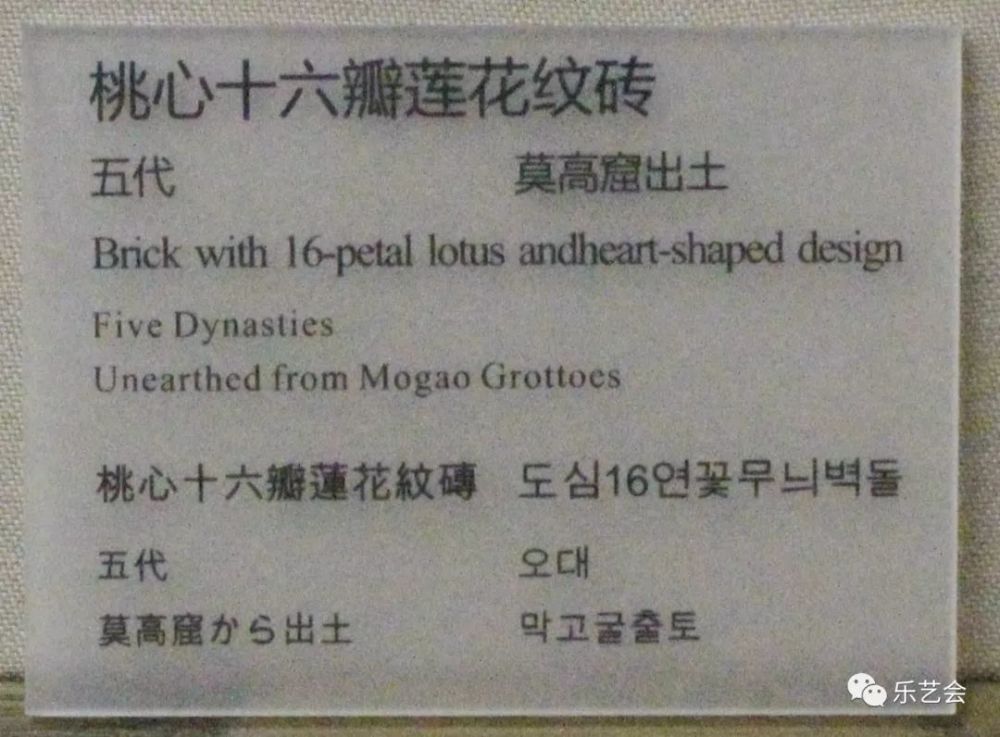 桃心十六瓣莲花纹砖
五代 莫高窟出土
Brick with 16-petal lotus andheart-shaped design
Five Dynasties
Unearthed from Mogao Grottoes
桃心十六瓣蓮花紋磚 도심16연꽃무늬벽돌
五代 오대
莫高窟から出土 막고굴출토
乐艺会